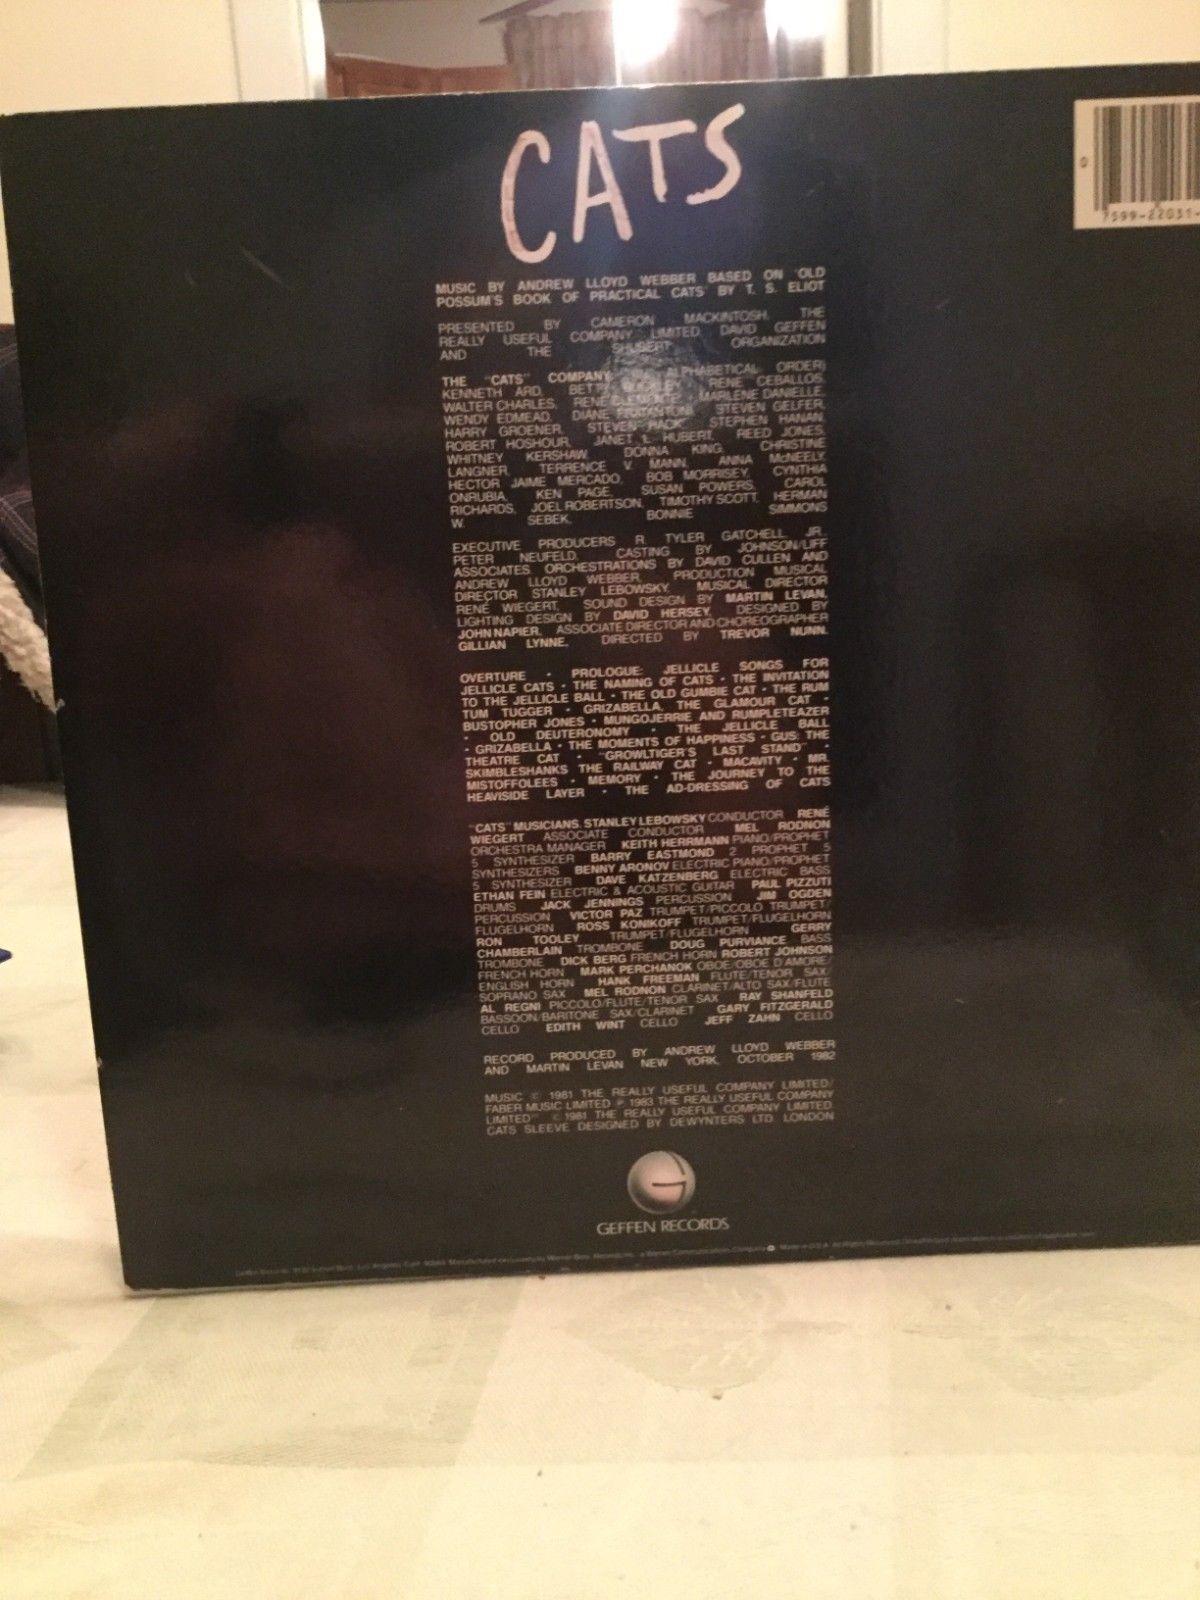 CATS
7599-22031-
MUSIC BY ANDREW LLOYD WEBBER BASED ON 'OLD
POSSUM'S BOOK OF PRACTICAL CATS' BY T. S. ELIOT
PRESENTED BY CAMERON MACKINTOSH, THE
REALLY USEFUL COMPANY LIMITED, DAVID GEFFEN
AND THE SHUBERT ORGANIZATION
THE "CATS" COMPANY ALPHABETICAL ORDER)
KENNETH ARD, BETTY BUCKLEY, RENE CEBALLOS,
WALTER CHARLES, RENE CLEMENTE, MARLENE DANIELLE,
WENDY EDMEAD, DIANE FRATANTONI, STEVEN GELFER,
HARRY GROENER, STEVEN HACK, STEPHEN HANAN,
ROBERT HOSHOUR, JANET L. HUBERT, REED JONES,
WHITNEY KERSHAW, DONNA KING, CHRISTINE
LANGNER, TERRENCE V. MANN, ANNA McNEELY,
HECTOR JAIME MERCADO, BOB MORRISEY, CYNTHIA
ONRUBIA, KEN PAGE, SUSAN POWERS, CAROL
RICHARDS, JOEL ROBERTSON, TIMOTHY SCOTT, HERMAN
W. SEBEK, BONNIE SIMMONS
EXECUTIVE PRODUCERS R. TYLER GATCHELL, JR.,
PETER NEUFELD, CASTING BY JOHNSON/LIFF
ASSOCIATES ORCHESTRATIONS BY DAVID CULLEN AND
ANDREW LLOYD WEBBER, PRODUCTION MUSICAL
DIRECTOR STANLEY LEBOWSKY, MUSICAL DIRECTOR
RENÉ WIEGERT, SOUND DESIGN BY MARTIN LEVAN,
LIGHTING DESIGN BY DAVID HERSEY, DESIGNED BY
JOHN NAPIER, ASSOCIATE DIRECTOR AND CHOREOGRAPHER
GILLIAN LYNNE, DIRECTED BY TREVOR NUNN.
OVERTURE • PROLOGUE: JELLICLE SONGS FOR
JELLICLE CATS • THE NAMING OF CATS • THE INVITATION
TO THE JELLICLE BALL • THE OLD GUMBIE CAT • THE RUM
TUM TUGGER • GRIZABELLA, THE GLAMOUR CAT •
BUSTOPHER JONES • MUNGOJERRIE AND RUMPLETEAZER
• OLD DEUTERONOMY • THE JELLICLE BALL
• GRIZABELLA • THE MOMENTS OF HAPPINESS • GUS: THE
THEATRE CAT • "GROWLTIGER'S LAST STAND" •
SKIMBLESHANKS THE RAILWAY CAT • MACAVITY • MR.
MISTOFFOLEES • MEMORY • THE JOURNEY TO THE
HEAVISIDE LAYER • THE AD-DRESSING OF CATS
"CATS" MUSICIANS. STANLEY LEBOWSKY CONDUCTOR RENÉ
WIEGERT ASSOCIATE CONDUCTOR MEL RODNON
ORCHESTRA MANAGER KEITH HERRMANN PIANO/PROPHET
5 SYNTHESIZER BARRY EASTMOND 2 PROPHET 5
SYNTHESIZERS BENNY ARONOV ELECTRIC PIANO/PROPHET
5 SYNTHESIZER DAVE KATZENBERG ELECTRIC BASS
ETHAN FEIN ELECTRIC & ACOUSTIC GUITAR PAUL PIZZUTI
DRUMS JACK JENNINGS PERCUSSION JIM OGDEN
PERCUSSION VICTOR PAZ TRUMPET/PICCOLO TRUMPET/
FLUGELHORN ROSS KONIKOFF TRUMPET/FLUGELHORN
RON TOOLEY TRUMPET/FLUGELHORN GERRY
CHAMBERLAIN TROMBONE DOUG PURVIANCE BASS
TROMBONE DICK BERG FRENCH HORN ROBERT JOHNSON
FRENCH HORN MARK PERCHANOK OBOE/OBOE D'AMORE/
ENGLISH HORN HANK FREEMAN FLUTE/TENOR SAX/
SOPRANO SAX MEL RODNON CLARINET/ALTO SAX/FLUTE
AL REGNI PICCOLO/FLUTE/TENOR SAX RAY SHANFELD
BASSOON/BARITONE SAX/CLARINET GARY FITZGERALD
CELLO EDITH WINT CELLO JEFF ZAHN CELLO
RECORD PRODUCED BY ANDREW LLOYD WEBBER
AND MARTIN LEVAN NEW YORK, OCTOBER 1982
MUSIC © 1981 THE REALLY USEFUL COMPANY LIMITED/
FABER MUSIC LIMITED ℗ 1983 THE REALLY USEFUL COMPANY
LIMITED © 1981 THE REALLY USEFUL COMPANY LIMITED.
CATS SLEEVE DESIGNED BY DEWYNTERS LTD. LONDON
G
GEFFEN RECORDS